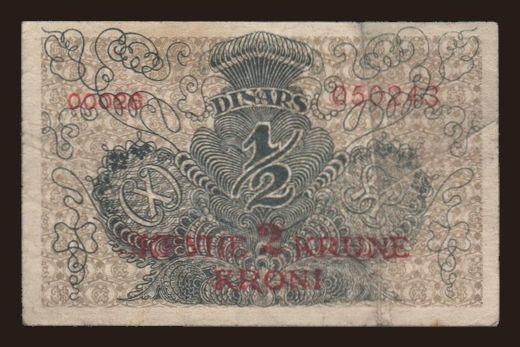 DINARS
00026 050243
1/2
2 KRUNE
KRONI